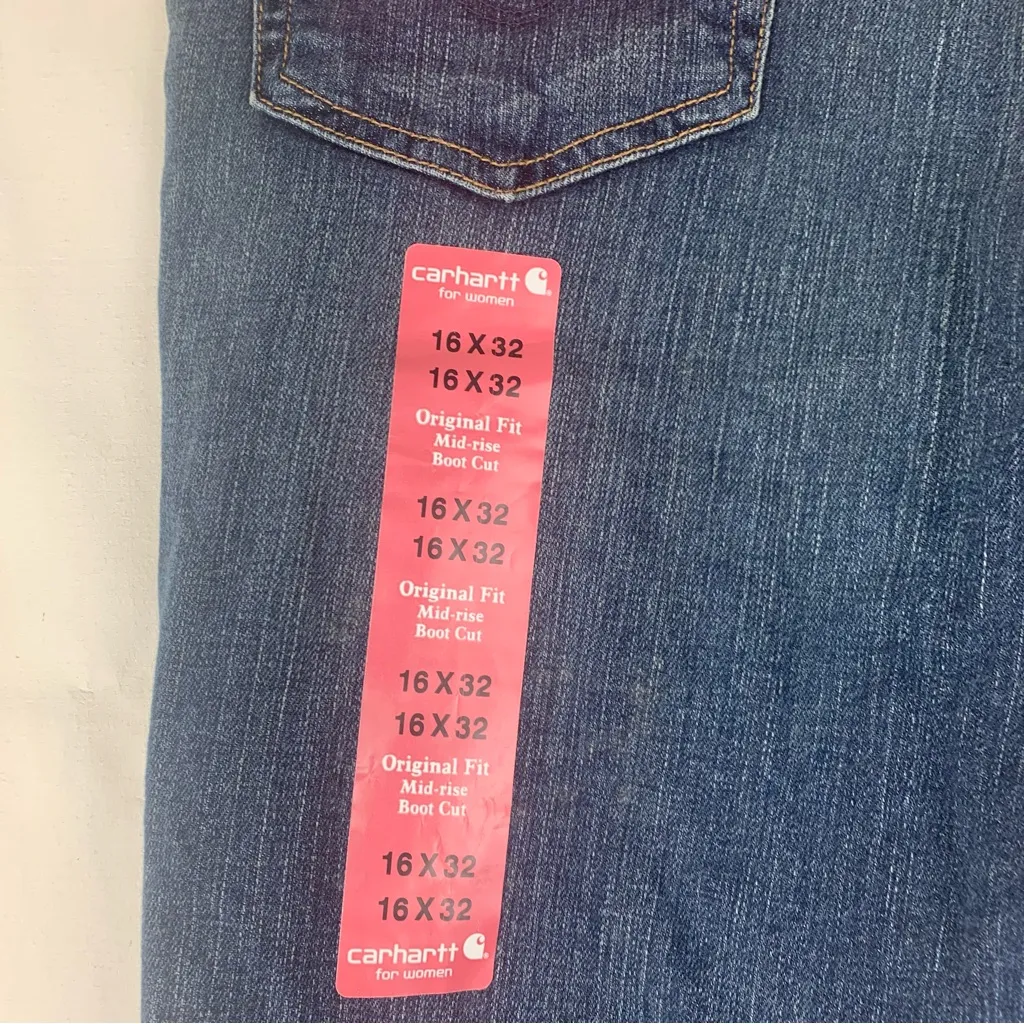 carhartt
for women
16 X 32
16 X 32
Original Fit
Mid-rise
Boot Cut
16 X 32
16 X 32
Original Fit
Mid-rise
Boot Cut
16 X 32
16 X 32
Original Fit
Mid-rise
Boot Cut
16 X 32
16 X 32
carhartt
for women